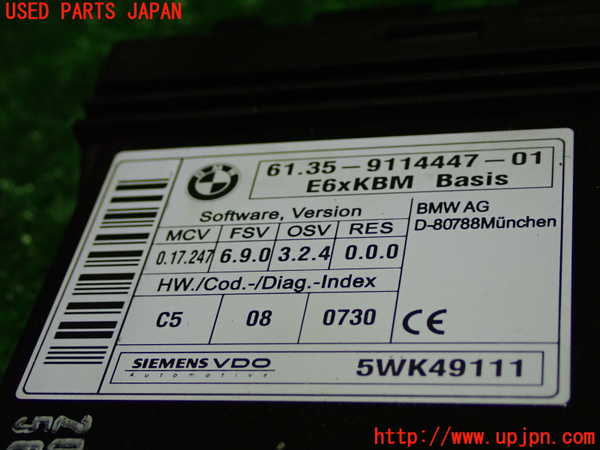 USED PARTS JAPAN
BMW
61.35-9114447-01
E6xKBM Basis
Software, Version
MCV FSV OSV RES
0.17.247 6.9.0 3.2.4 0.0.0
HW./Cod-/Diag.-Index
C5 08 0730
BMW AG
D-80788München
CE
SIEMENS VDO
Automotive
5WK49111
http://www.upjpn.com/